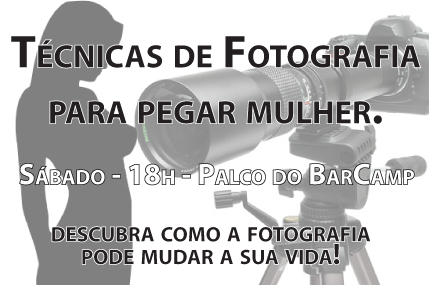 Técnicas de Fotografia
para pegar mulher.
Sábado - 18h - Palco do BarCamp
descubra como a fotografia
pode mudar a sua vida!